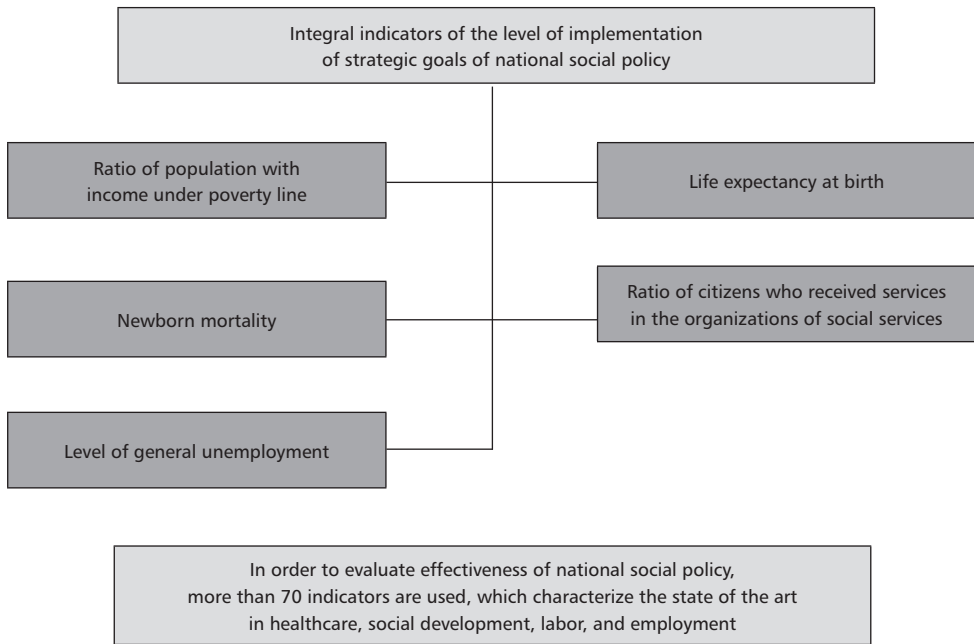 Integral indicators of the level of implementation
of strategic goals of national social policy
Ratio of population with
income under poverty line
Life expectancy at birth
Newborn mortality
Ratio of citizens who received services
in the organizations of social services
Level of general unemployment
In order to evaluate effectiveness of national social policy,
more than 70 indicators are used, which characterize the state of the art
in healthcare, social development, labor, and employment